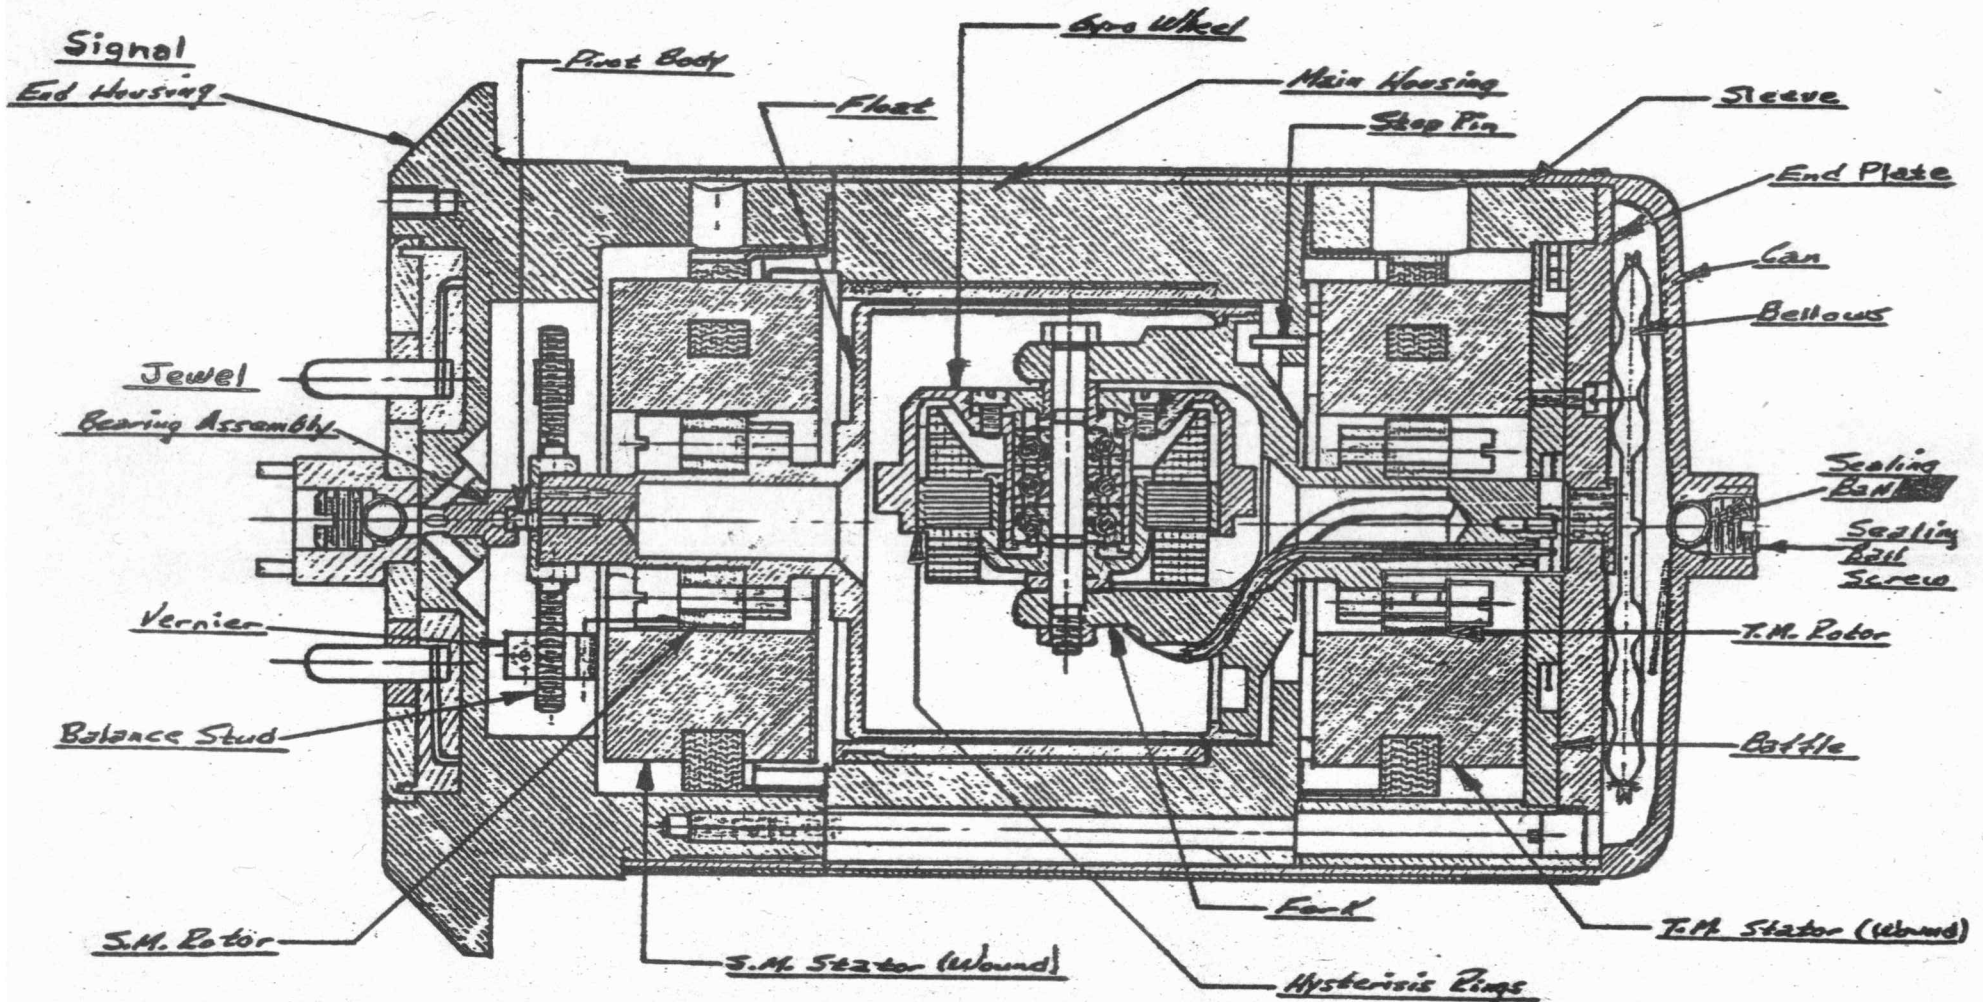 Gyro Wheel
Signal
End Housing
Pivot Body
Main Housing
Sleeve
Float
Stop Pin
End Plate
Can
Bellows
Jewel
Bearing Assembly
Sealing
Ball
Sealing
Ball
Screw
Vernier
T.M. Rotor
Balance Stud
Baffle
Fork
S.M. Rotor
T.M. Stator (Wound)
S.M. Stator (Wound)
Hysterisis Rings